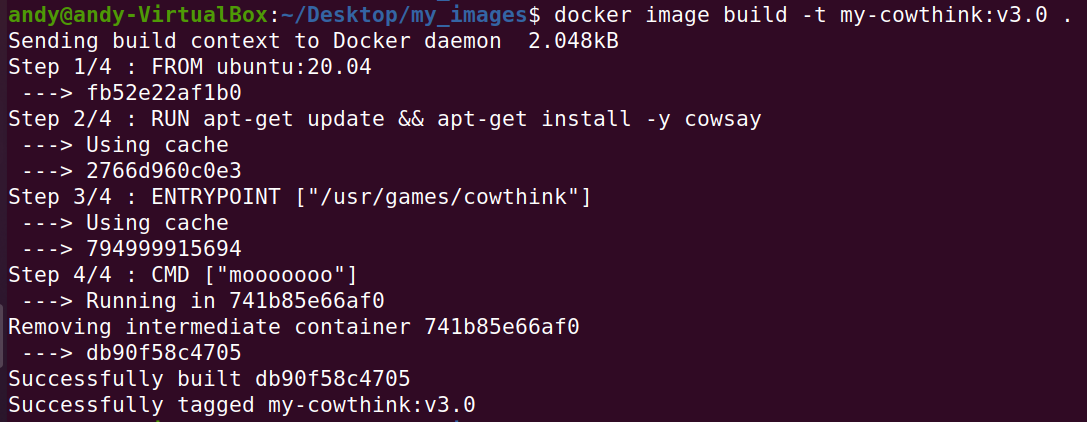 andy@andy-VirtualBox:~/Desktop/my_images$ docker image build -t my-cowthink:v3.0 .
Sending build context to Docker daemon  2.048kB
Step 1/4 : FROM ubuntu:20.04
 ---> fb52e22af1b0
Step 2/4 : RUN apt-get update && apt-get install -y cowsay
 ---> Using cache
 ---> 2766d960c0e3
Step 3/4 : ENTRYPOINT ["/usr/games/cowthink"]
 ---> Using cache
 ---> 794999915694
Step 4/4 : CMD ["mooooooo"]
 ---> Running in 741b85e66af0
Removing intermediate container 741b85e66af0
 ---> db90f58c4705
Successfully built db90f58c4705
Successfully tagged my-cowthink:v3.0